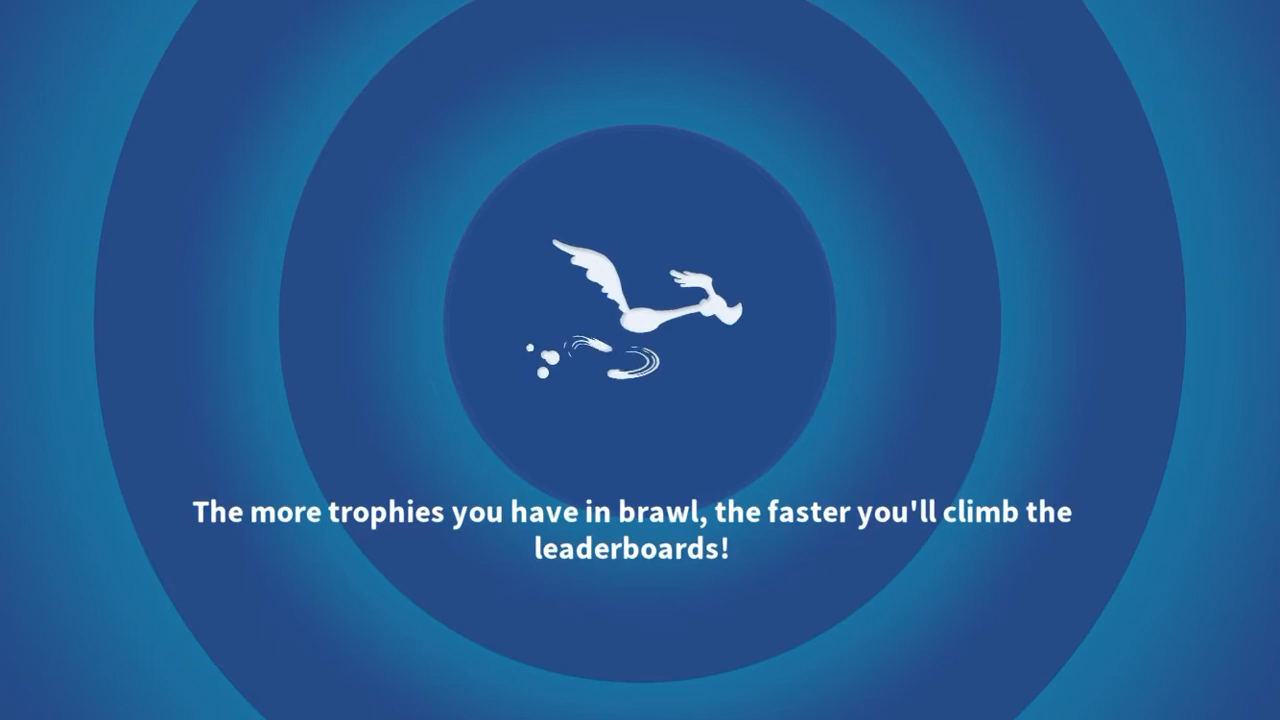 The more trophies you have in brawl, the faster you'll climb the
leaderboards!